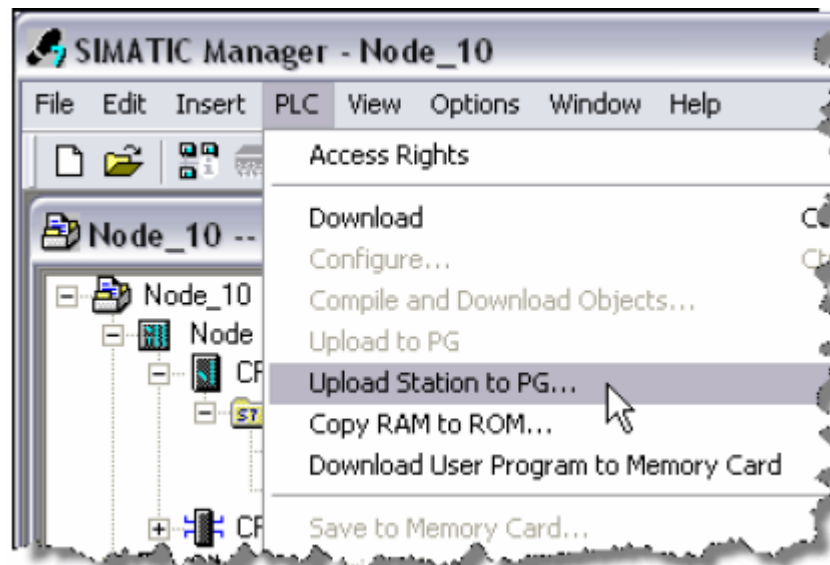 SIMATIC Manager - Node_10
File Edit Insert PLC View Options Window Help
Access Rights
Download
Configure...
Compile and Download Objects...
Upload to PG
Upload Station to PG...
Copy RAM to ROM...
Download User Program to Memory Card
Save to Memory Card...
Node_10 --
Node_10
Node
S7